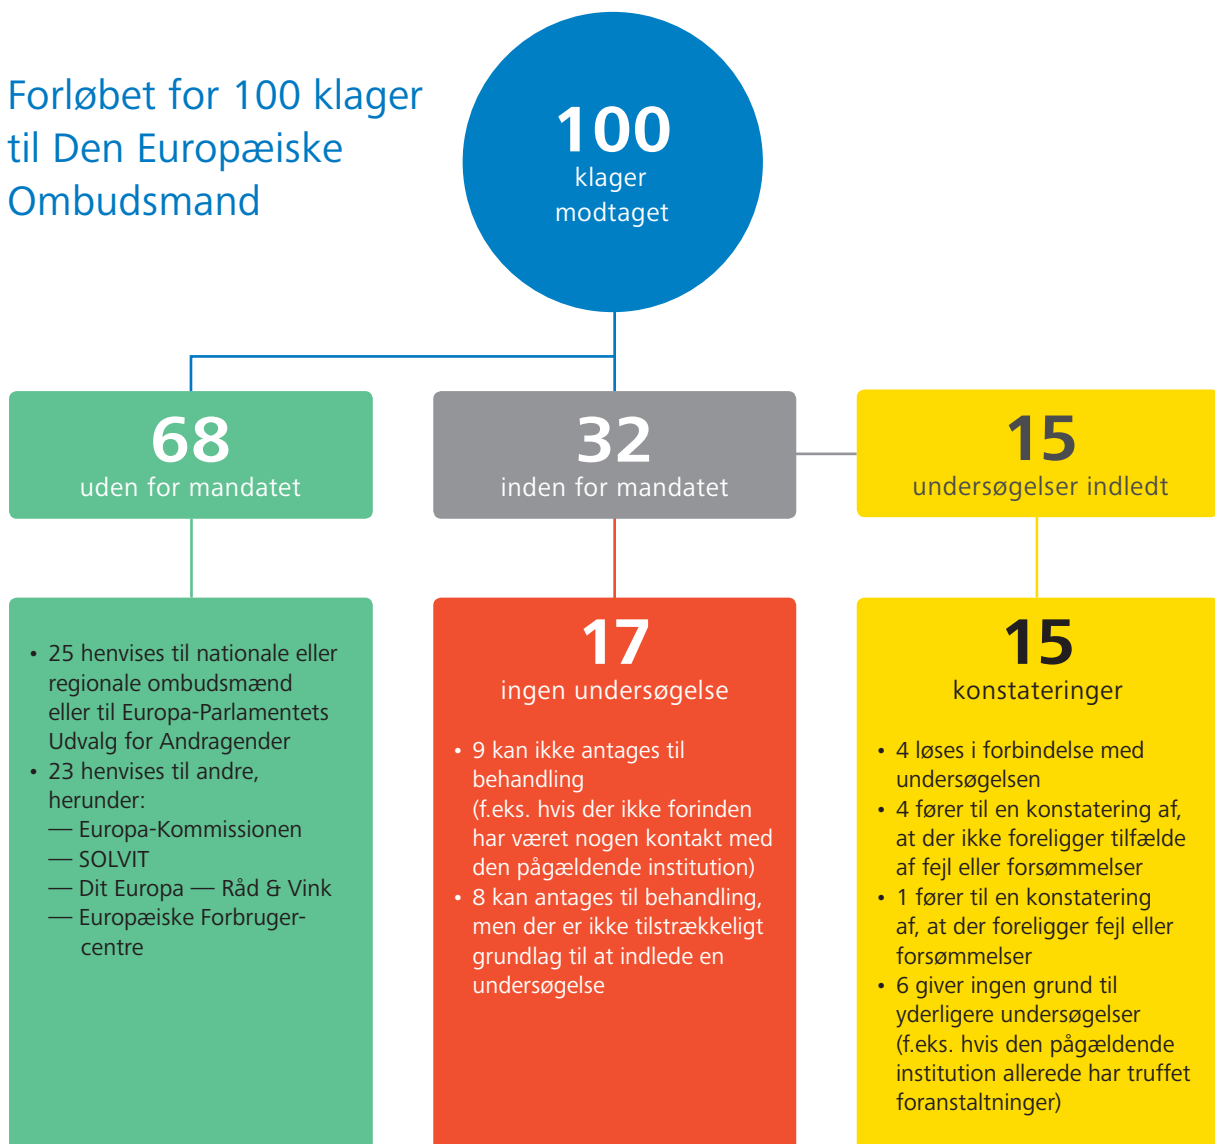 Forløbet for 100 klager
til Den Europæiske
Ombudsmand
100
klager
modtaget
68
uden for mandatet
32
inden for mandatet
15
undersøgelser indledt
• 25 henvises til nationale eller
regionale ombudsmænd
eller til Europa-Parlamentets
Udvalg for Andragender
• 23 henvises til andre,
herunder:
— Europa-Kommissionen
— SOLVIT
— Dit Europa — Råd & Vink
— Europæiske Forbruger-
centre
17
ingen undersøgelse
• 9 kan ikke antages til
behandling
(f.eks. hvis der ikke forinden
har været nogen kontakt med
den pågældende institution)
• 8 kan antages til behandling,
men der er ikke tilstrækkeligt
grundlag til at indlede en
undersøgelse
15
konstateringer
• 4 løses i forbindelse med
undersøgelsen
• 4 fører til en konstatering af,
at der ikke foreligger tilfælde
af fejl eller forsømmelser
• 1 fører til en konstatering
af, at der foreligger fejl eller
forsømmelser
• 6 giver ingen grund til
yderligere undersøgelser
(f.eks. hvis den pågældende
institution allerede har truffet
foranstaltninger)